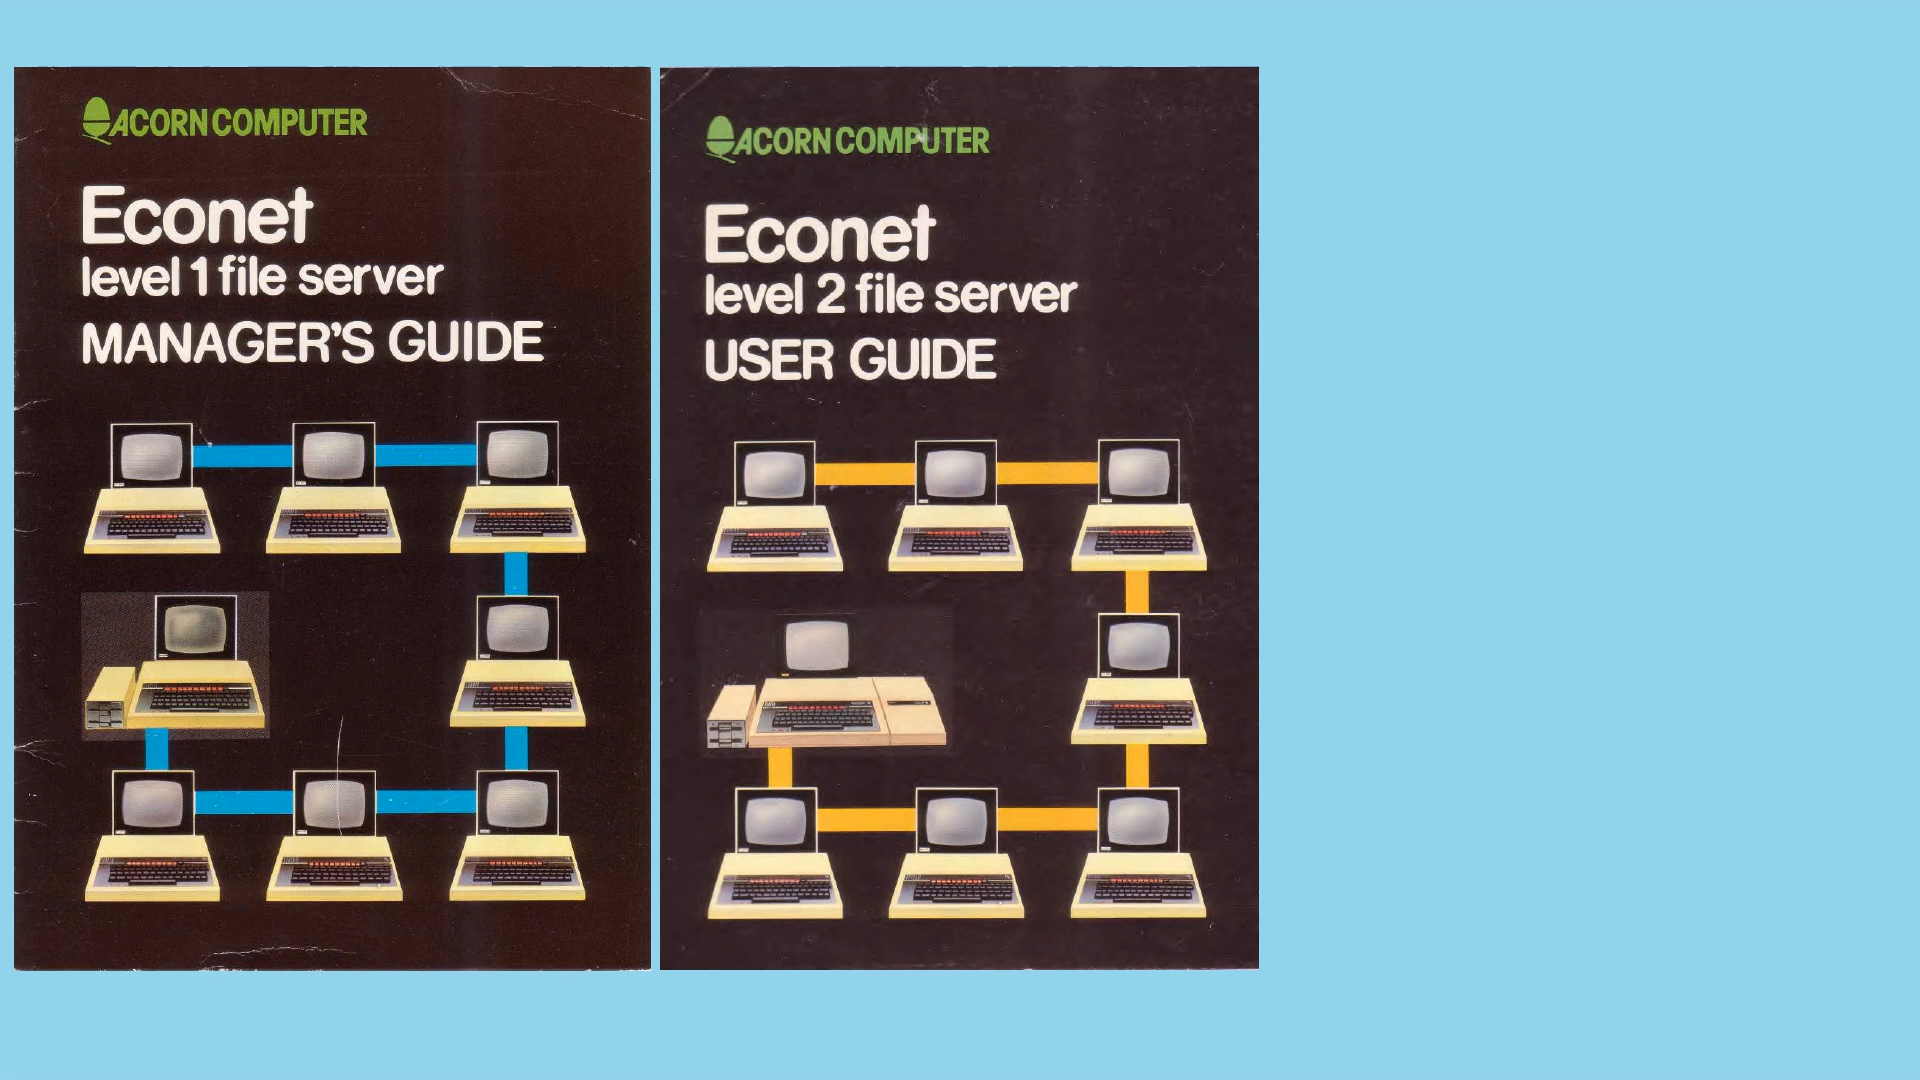 ACORN COMPUTER
Econet
level 1 file server
MANAGER'S GUIDE
ACORN COMPUTER
Econet
level 2 file server
USER GUIDE